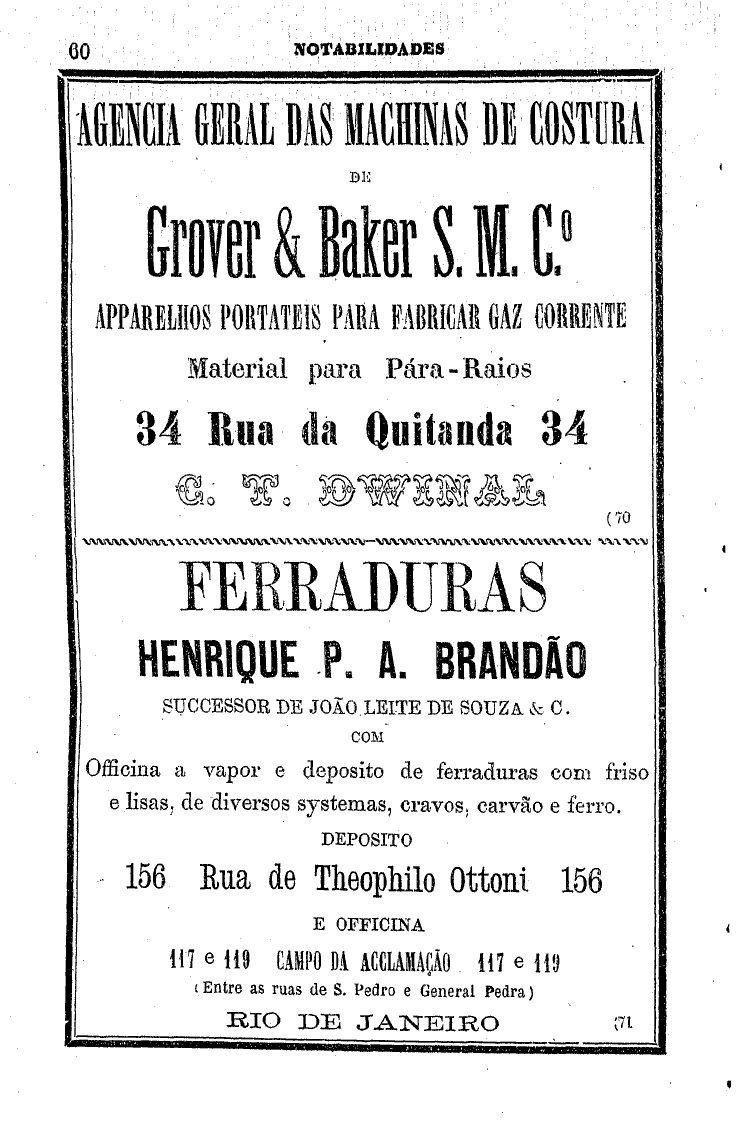 60
NOTABILIDADES
AGENCIA GERAL DAS MACHINAS DE COSTURA
DE
Grover & Baker S. M. C.º
APPARELHOS PORTATEIS PARA FABRICAR GAZ CORRENTE
Material para Pára-Raios
34 Rua da Quitanda 34
C. T. DWINAL
(70
FERRADURAS
HENRIQUE P. A. BRANDÃO
SUCCESSOR DE JOÃO LEITE DE SOUZA & C.
COM
Officina a vapor e deposito de ferraduras com friso
e lisas, de diversos systemas, cravos, carvão e ferro.
DEPOSITO
156 Rua de Theophilo Ottoni 156
E OFFICINA
117 e 119 CAMPO DA ACCLAMAÇÃO 117 e 119
(Entre as ruas de S. Pedro e General Pedra)
RIO DE JANEIRO
(71